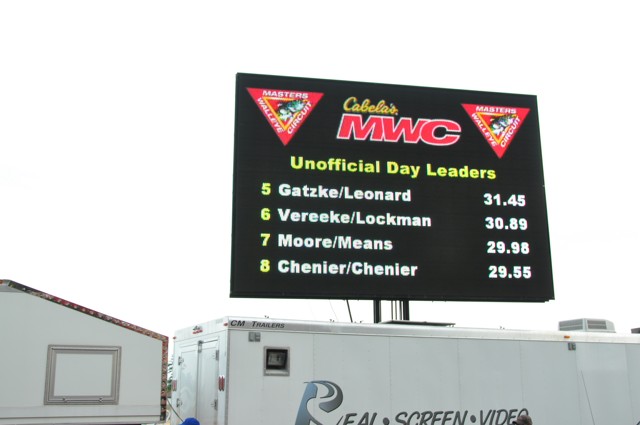 MASTERS WALLEYE CIRCUIT
Cabela's
MWC
MASTERS WALLEYE CIRCUIT
Unofficial Day Leaders
5 Gatzke/Leonard 31.45
6 Vereeke/Lockman 30.89
7 Moore/Means 29.98
8 Chenier/Chenier 29.55
CM TRAILERS
REAL • SCREEN • VIDEO